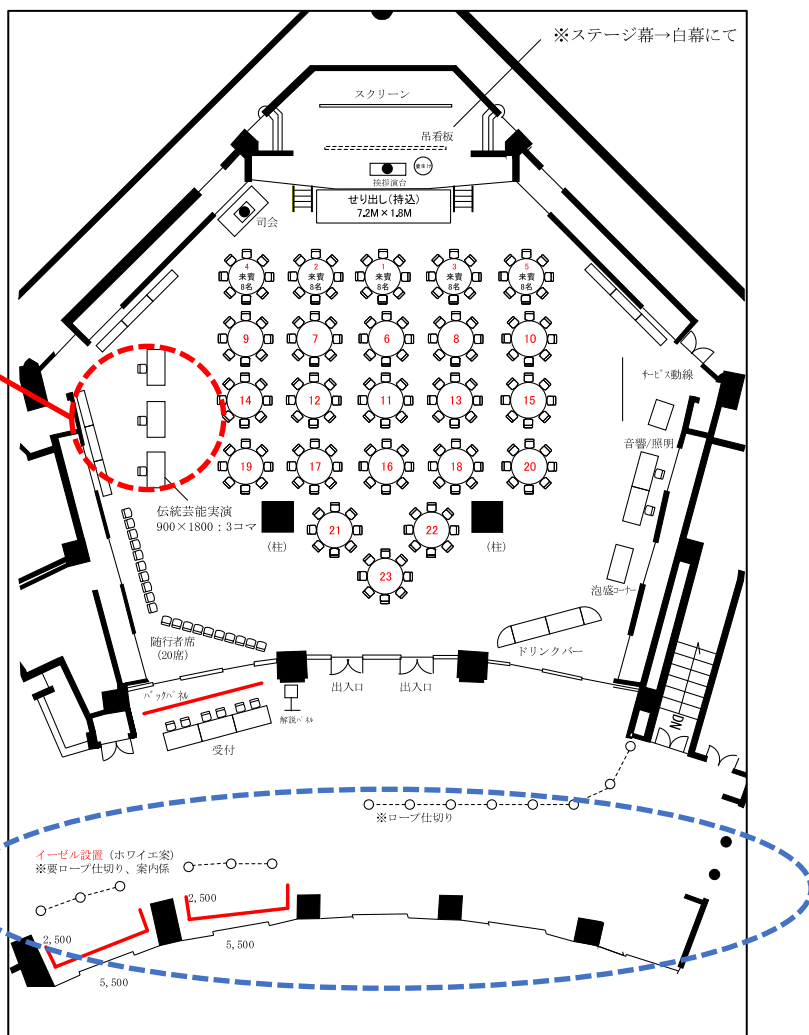 ※ステージ幕→白幕にて
スクリーン
吊看板
挨拶演台
せり出し(持込)
7.2M×1.8M
司会
4
来賓
8名
2
来賓
8名
1
来賓
8名
3
来賓
8名
5
来賓
8名
9
7
6
8
10
サービス動線
14
12
11
13
15
音響/照明
19
17
16
18
20
伝統芸能実演
900×1800：3コマ
(柱)
21
22
(柱)
23
泡盛コーナー
随行者席
(20席)
ドリンクバー
バックパネル
出入口
出入口
解説パネル
受付
DN
※ロープ仕切り
イーゼル設置（ホワイエ案）
※要ロープ仕切り、案内係
2,500
2,500
5,500
5,500